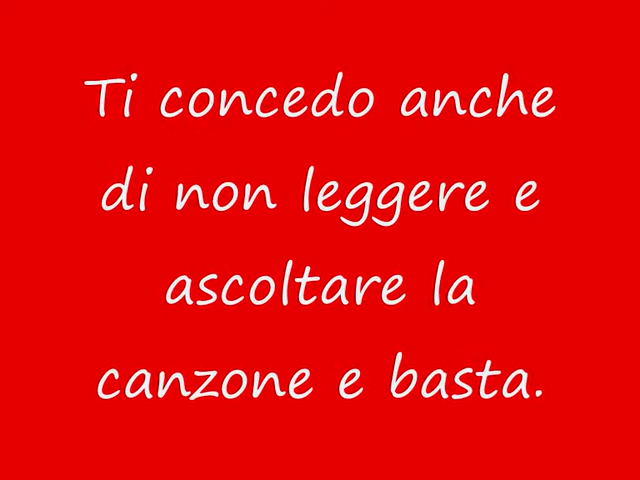 Ti concedo anche
di non leggere e
ascoltare la
canzone e basta.